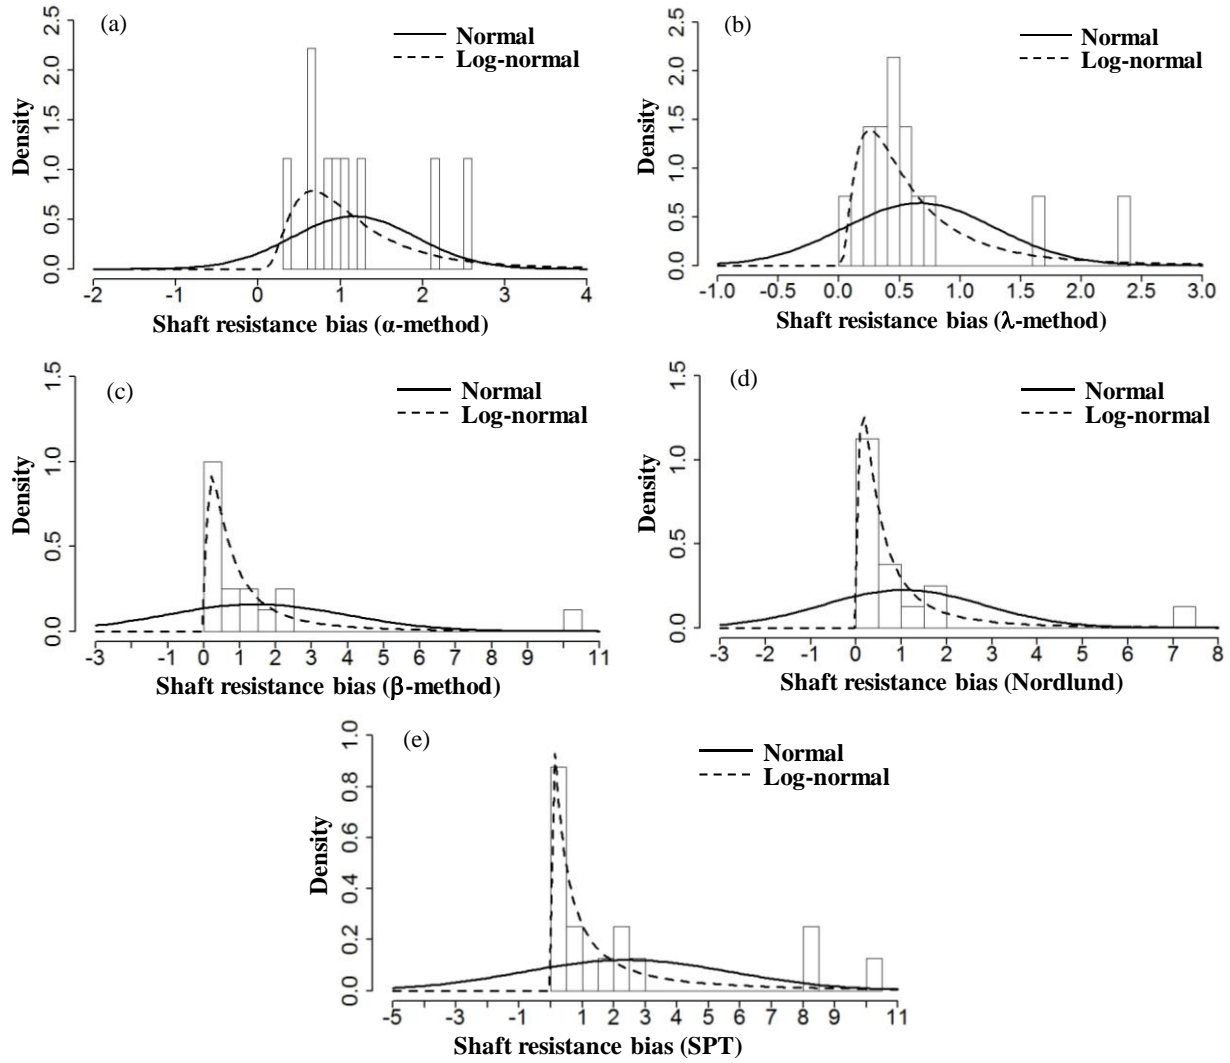 (a)
Normal
Log-normal
Density
0.0 0.5 1.0 1.5 2.0 2.5
-2 -1 0 1 2 3 4
Shaft resistance bias (α-method)
(b)
Normal
Log-normal
Density
0.0 0.5 1.0 1.5 2.0 2.5
-1.0 -0.5 0.0 0.5 1.0 1.5 2.0 3.0
Shaft resistance bias (λ-method)
(c)
Normal
Log-normal
Density
0.0 0.5 1.0 1.5
-3 -2 0 1 2 3 4 5 6 7 9 11
Shaft resistance bias (β-method)
(d)
Normal
Log-normal
Density
0.0 0.5 1.0 1.5
-3 -2 -1 0 1 2 3 4 5 6 7 8
Shaft resistance bias (Nordlund)
(e)
Normal
Log-normal
Density
0.0 0.2 0.4 0.6 0.8 1.0
-5 -3 -1 1 2 3 4 5 6 7 8 9 11
Shaft resistance bias (SPT)